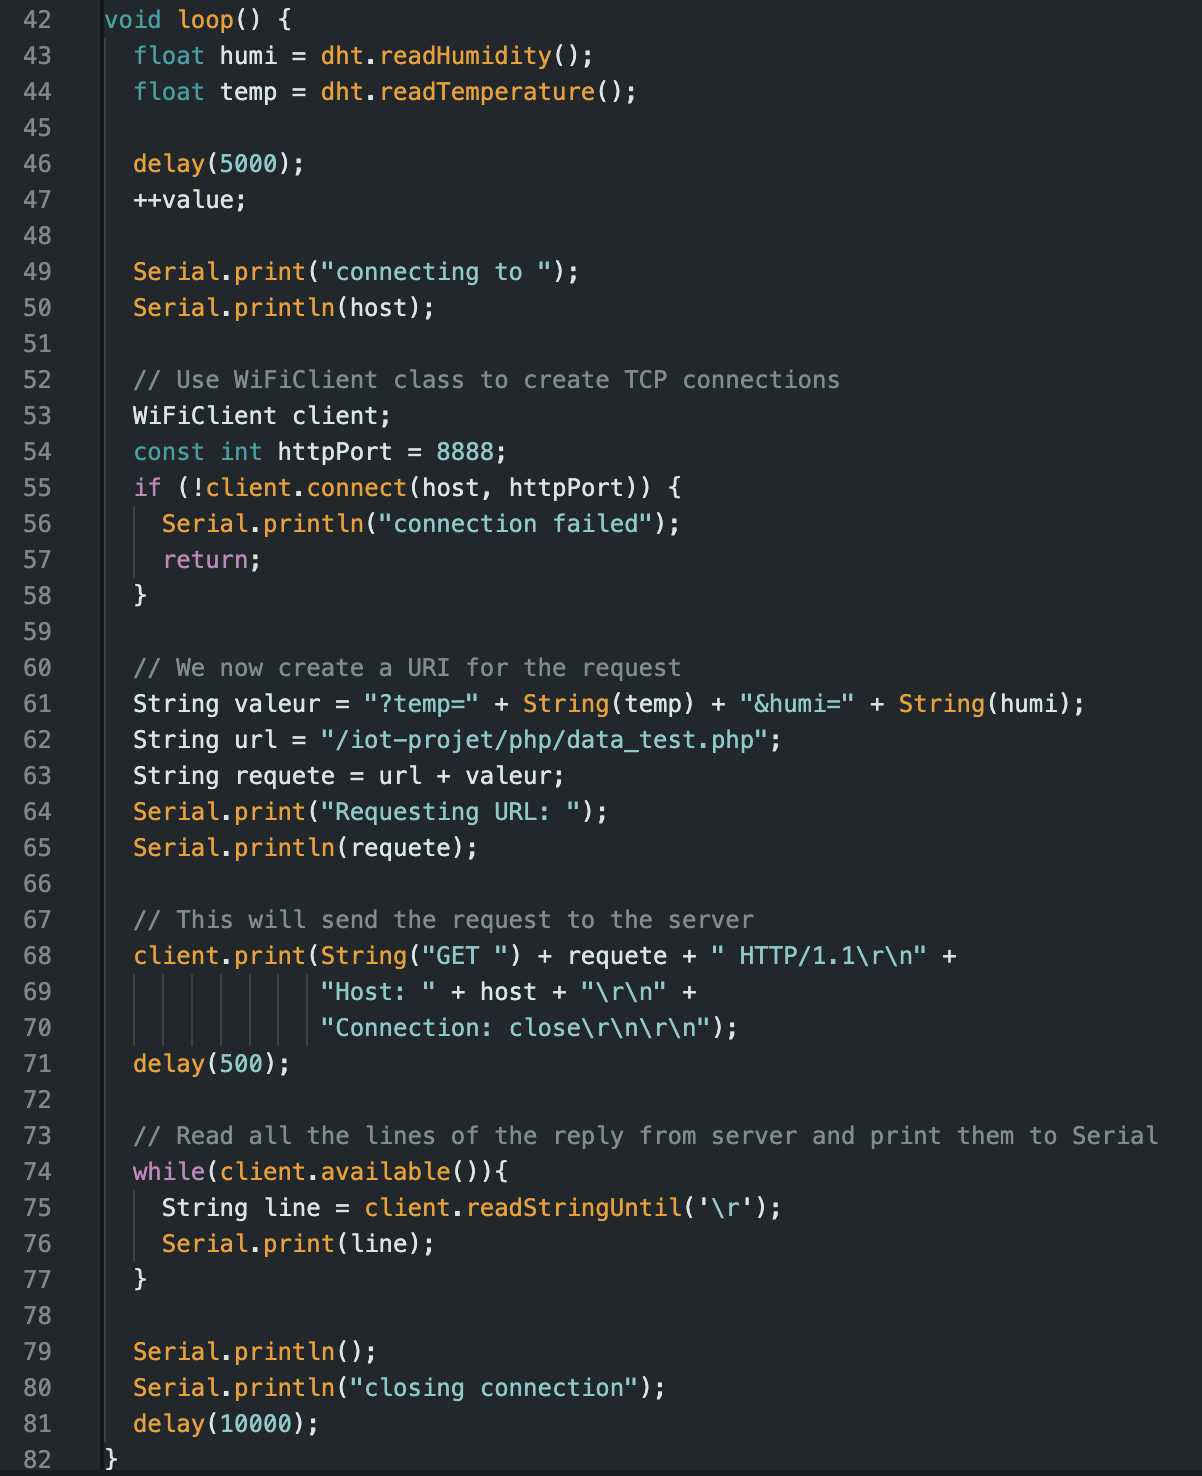 42 void loop() {
43   float humi = dht.readHumidity();
44   float temp = dht.readTemperature();
45
46   delay(5000);
47   ++value;
48
49   Serial.print("connecting to ");
50   Serial.println(host);
51
52   // Use WiFiClient class to create TCP connections
53   WiFiClient client;
54   const int httpPort = 8888;
55   if (!client.connect(host, httpPort)) {
56     Serial.println("connection failed");
57     return;
58   }
59
60   // We now create a URI for the request
61   String valeur = "?temp=" + String(temp) + "&humi=" + String(humi);
62   String url = "/iot-projet/php/data_test.php";
63   String requete = url + valeur;
64   Serial.print("Requesting URL: ");
65   Serial.println(requete);
66
67   // This will send the request to the server
68   client.print(String("GET ") + requete + " HTTP/1.1\r\n" +
69                "Host: " + host + "\r\n" +
70                "Connection: close\r\n\r\n");
71   delay(500);
72
73   // Read all the lines of the reply from server and print them to Serial
74   while(client.available()){
75     String line = client.readStringUntil('\r');
76     Serial.print(line);
77   }
78
79   Serial.println();
80   Serial.println("closing connection");
81   delay(10000);
82 }